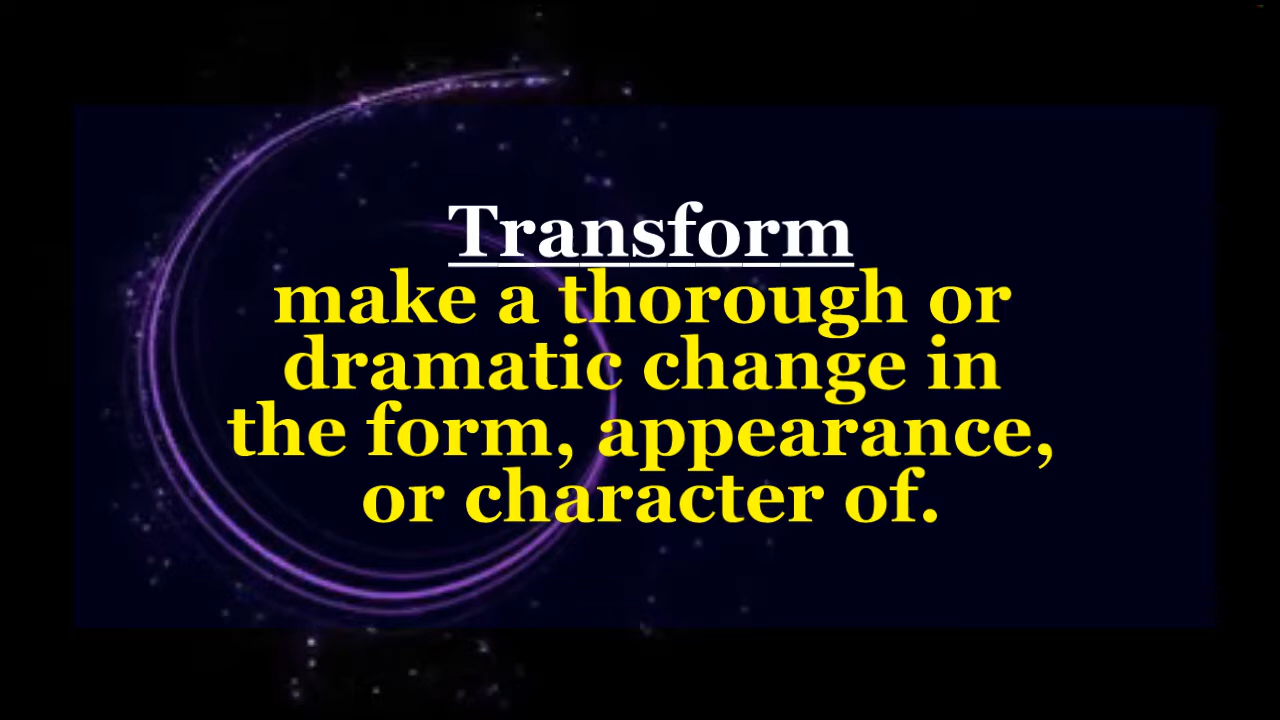 Transform
make a thorough or
dramatic change in
the form, appearance,
or character of.